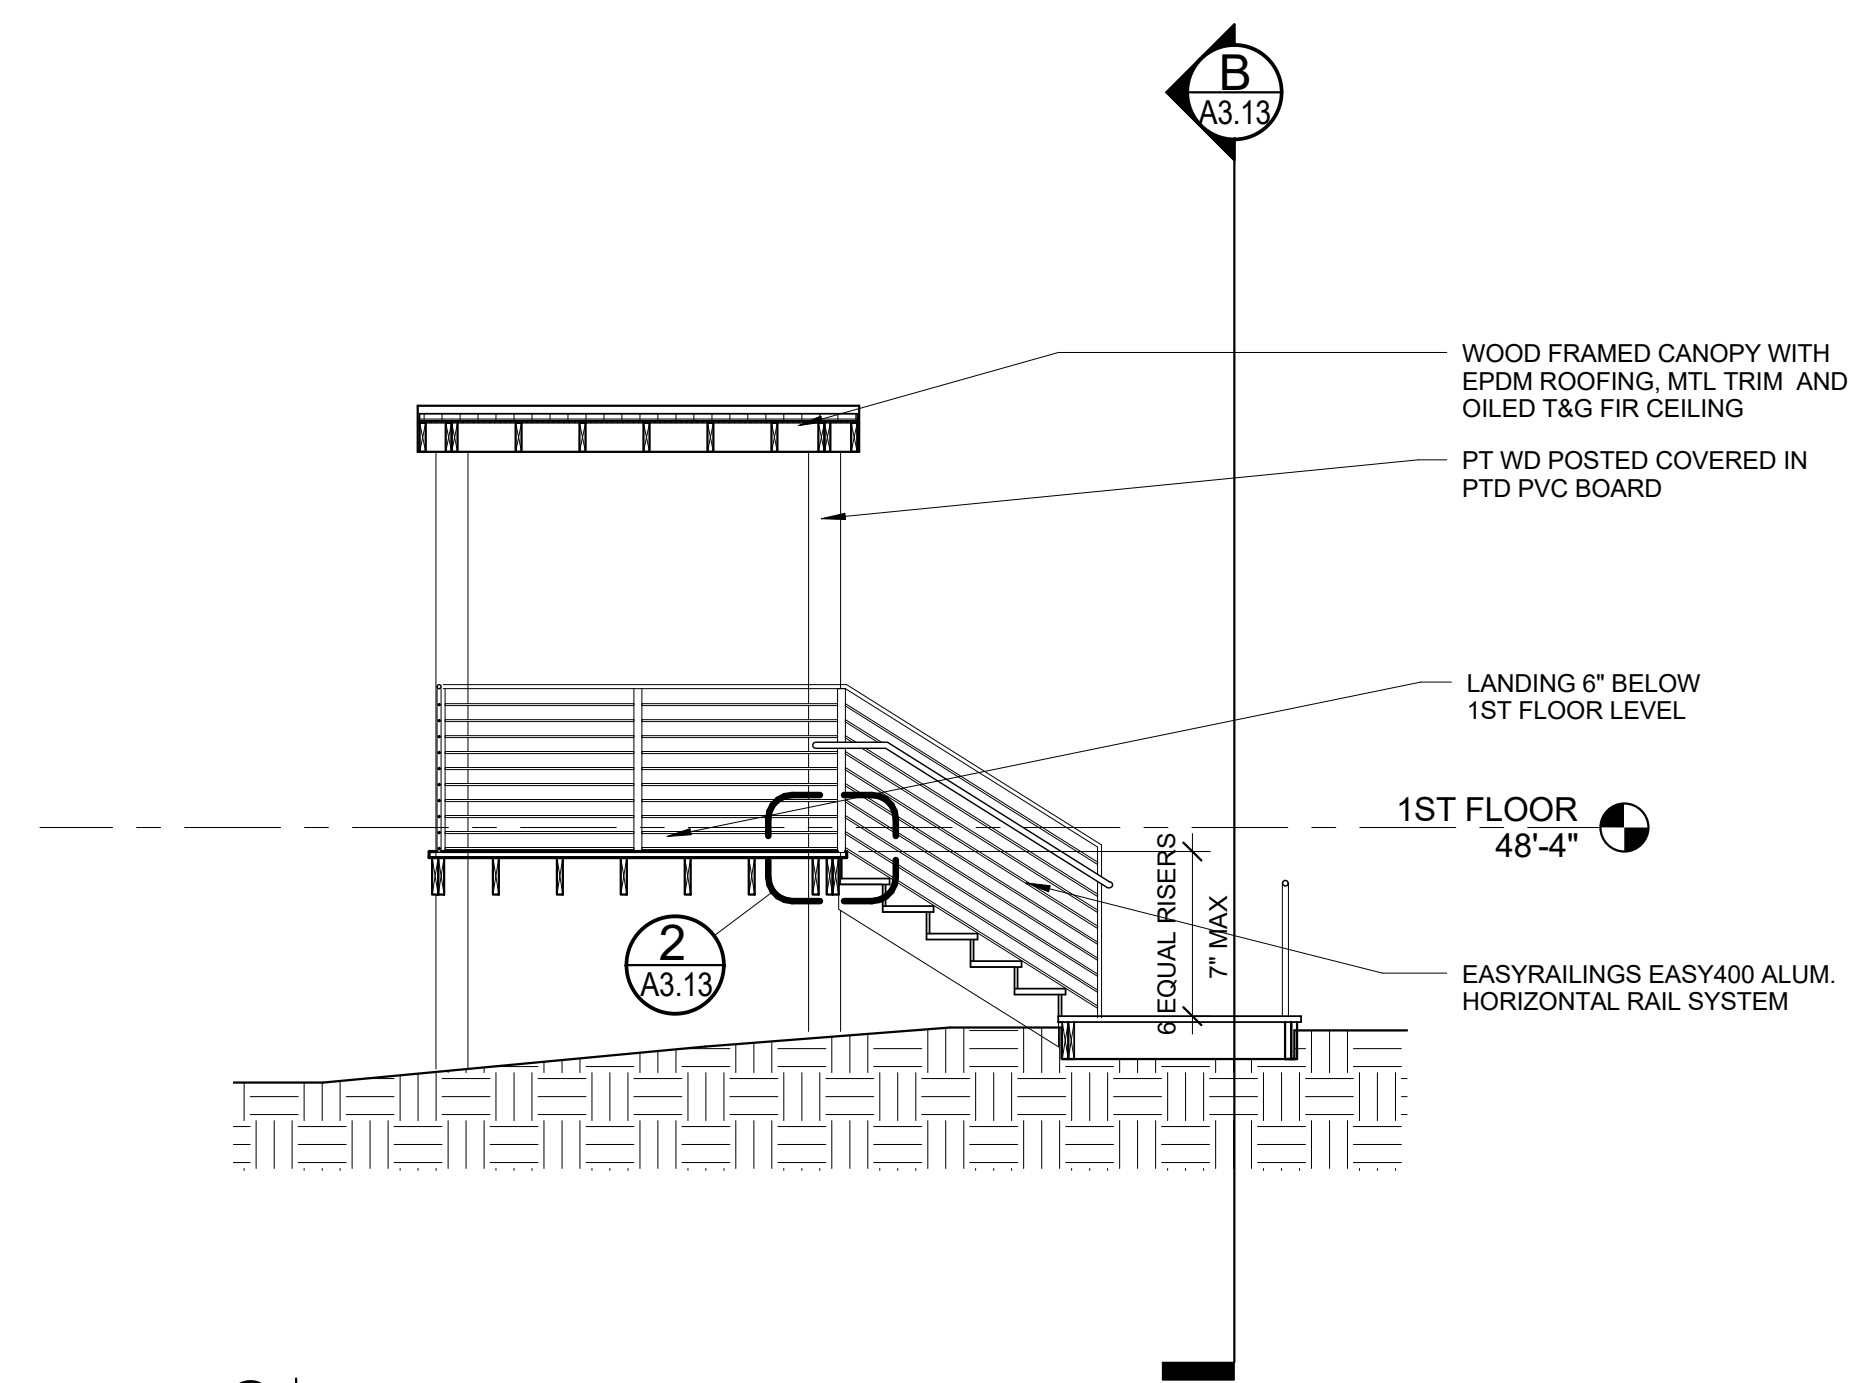 B
A3.13
WOOD FRAMED CANOPY WITH
EPDM ROOFING, MTL TRIM AND
OILED T&G FIR CEILING
PT WD POSTED COVERED IN
PTD PVC BOARD
LANDING 6" BELOW
1ST FLOOR LEVEL
1ST FLOOR
48'-4"
6 EQUAL RISERS
7" MAX
2
A3.13
EASYRAILINGS EASY400 ALUM.
HORIZONTAL RAIL SYSTEM